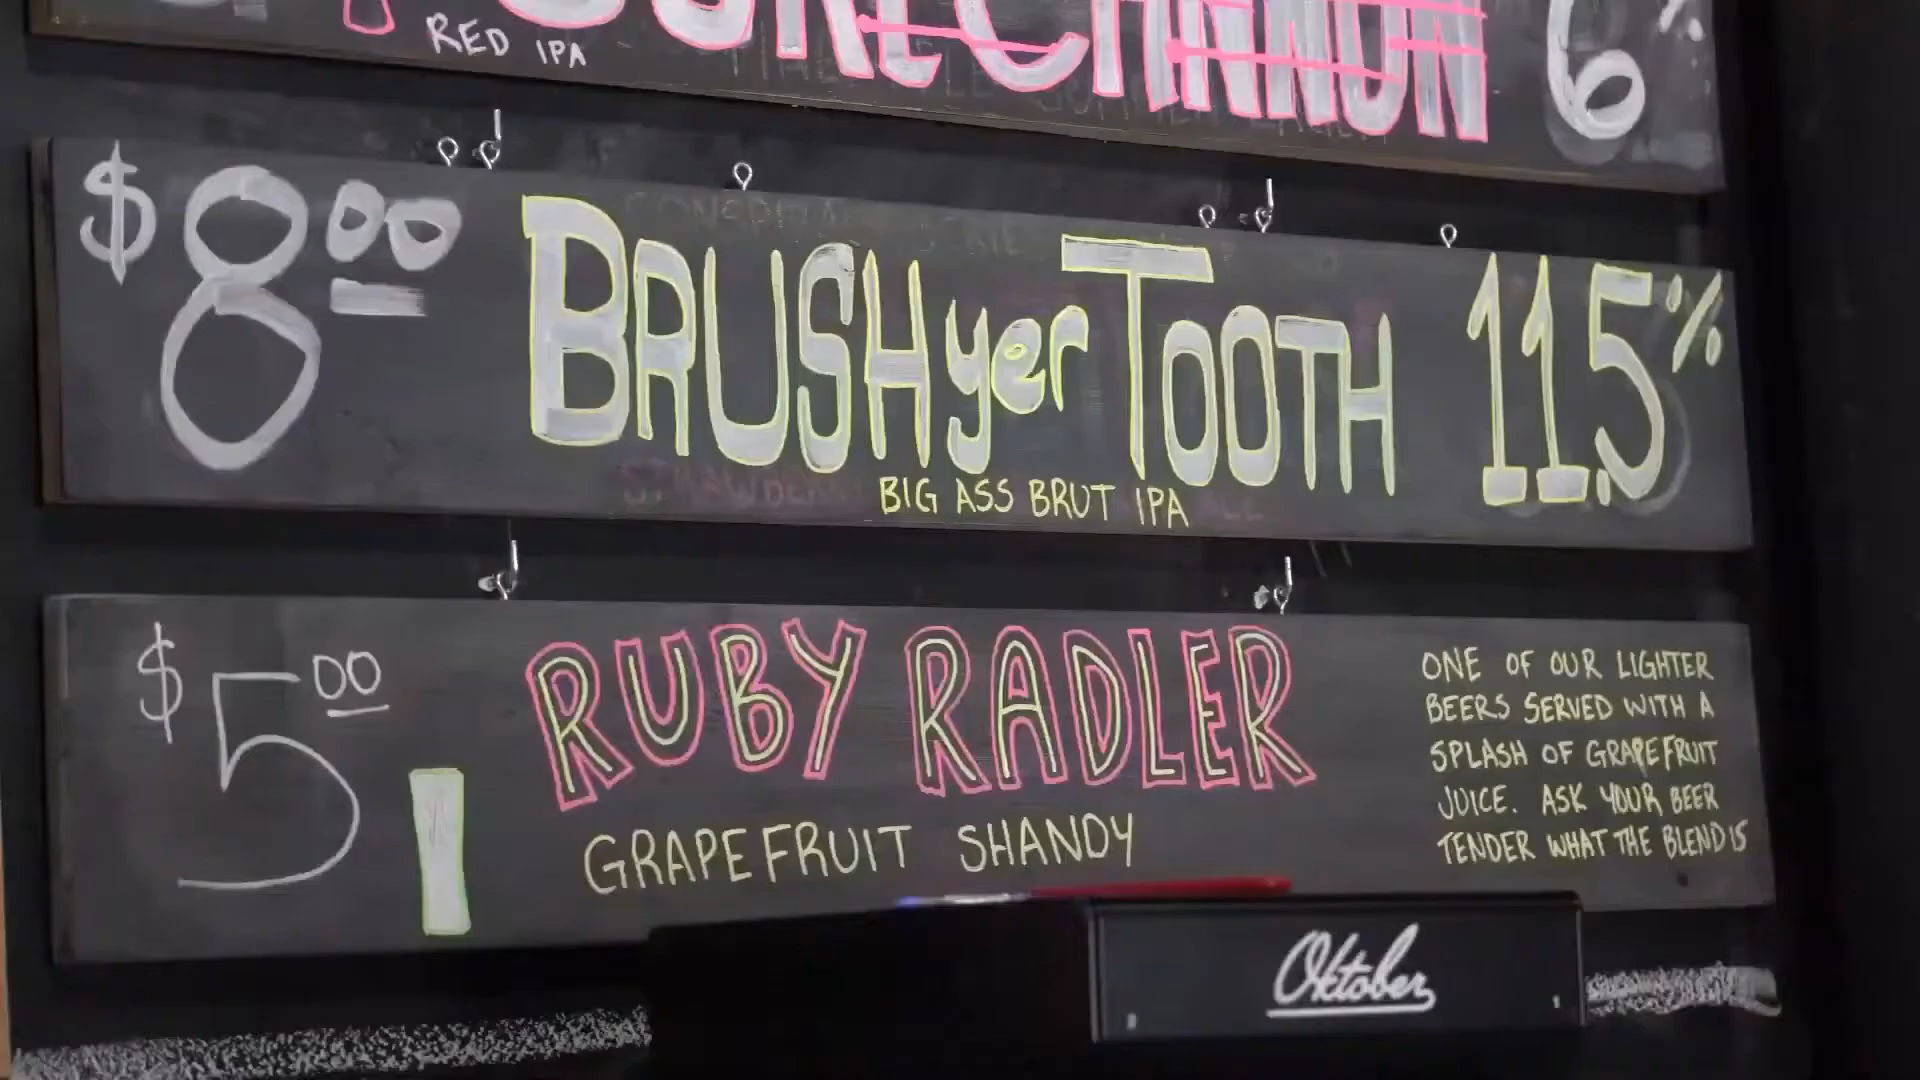 RED IPA
6%
$8.00
BRUSH yer TOOTH
11.5%
BIG ASS BRUT IPA
$5.00
RUBY RADLER
GRAPEFRUIT SHANDY
ONE OF OUR LIGHTER
BEERS SERVED WITH A
SPLASH OF GRAPEFRUIT
JUICE. ASK YOUR BEER
TENDER WHAT THE BLEND IS
Oktober